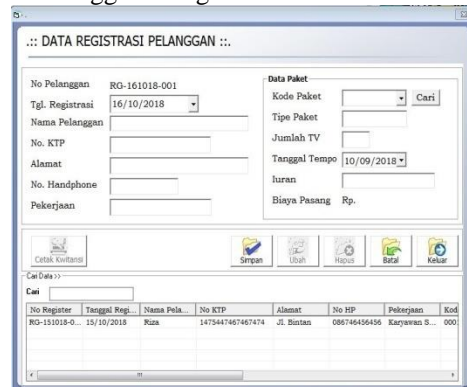 .:: DATA REGISTRASI PELANGGAN ::.
No Pelanggan RG-161018-001
Tgl. Registrasi 16/10/2018
Nama Pelanggan
No. KTP
Alamat
No. Handphone
Pekerjaan
Data Paket
Kode Paket Cari
Tipe Paket
Jumlah TV
Tanggal Tempo 10/09/2018
Iuran
Biaya Pasang Rp.
Cetak Kwitansi Simpan Ubah Hapus Batal Keluar
Cari Data >>
Cari
No Register Tanggal Regi... Nama Pela... No KTP Alamat No HP Pekerjaan Kod
RG-151018-0... 15/10/2018 Riza 1475447467467474 Jl. Bintan 086746456456 Karyawan S... 000